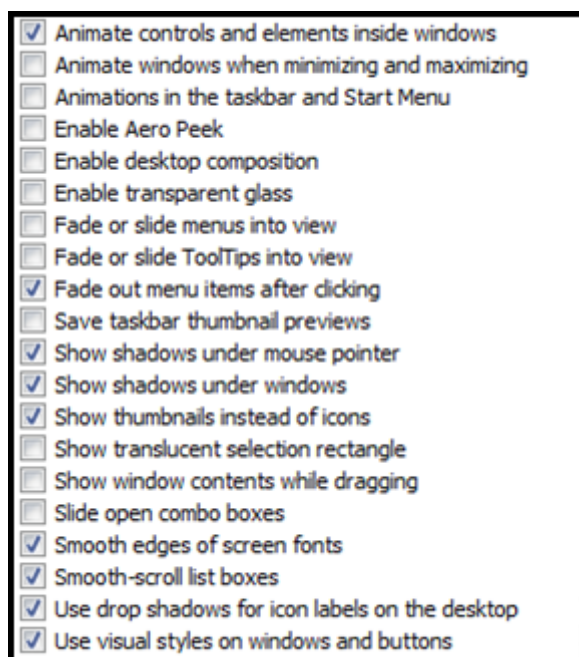 Animate controls and elements inside windows
Animate windows when minimizing and maximizing
Animations in the taskbar and Start Menu
Enable Aero Peek
Enable desktop composition
Enable transparent glass
Fade or slide menus into view
Fade or slide ToolTips into view
Fade out menu items after clicking
Save taskbar thumbnail previews
Show shadows under mouse pointer
Show shadows under windows
Show thumbnails instead of icons
Show translucent selection rectangle
Show window contents while dragging
Slide open combo boxes
Smooth edges of screen fonts
Smooth-scroll list boxes
Use drop shadows for icon labels on the desktop
Use visual styles on windows and buttons